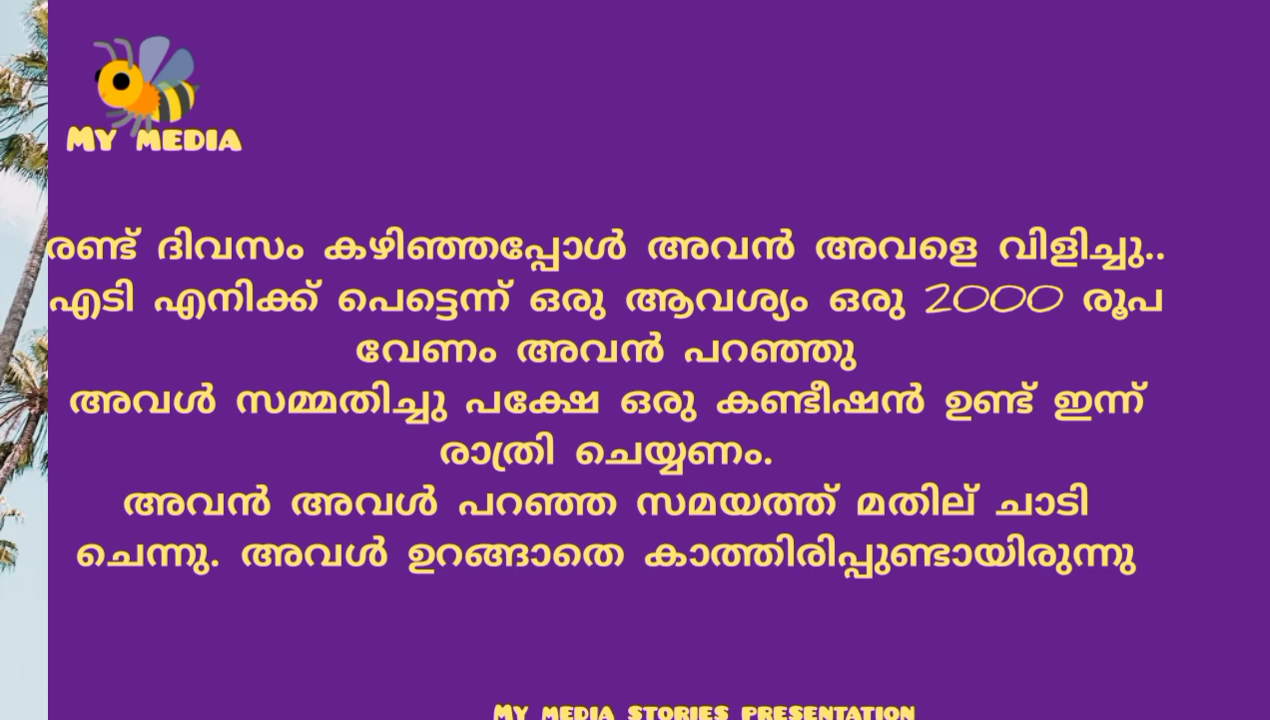 MY MEDIA
രണ്ട് ദിവസം കഴിഞ്ഞപ്പോൾ അവൻ അവളെ വിളിച്ചു..
എടി എനിക്ക് പെട്ടെന്ന് ഒരു ആവശ്യം ഒരു 2000 രൂപ
വേണം അവൻ പറഞ്ഞു
അവൾ സമ്മതിച്ചു പക്ഷേ ഒരു കണ്ടീഷൻ ഉണ്ട് ഇന്ന്
രാത്രി ചെയ്യണം.
അവൻ അവൾ പറഞ്ഞ സമയത്ത് മതില് ചാടി
ചെന്നു. അവൾ ഉറങ്ങാതെ കാത്തിരിപ്പുണ്ടായിരുന്നു
MY MEDIA STORIES PRESENTATION